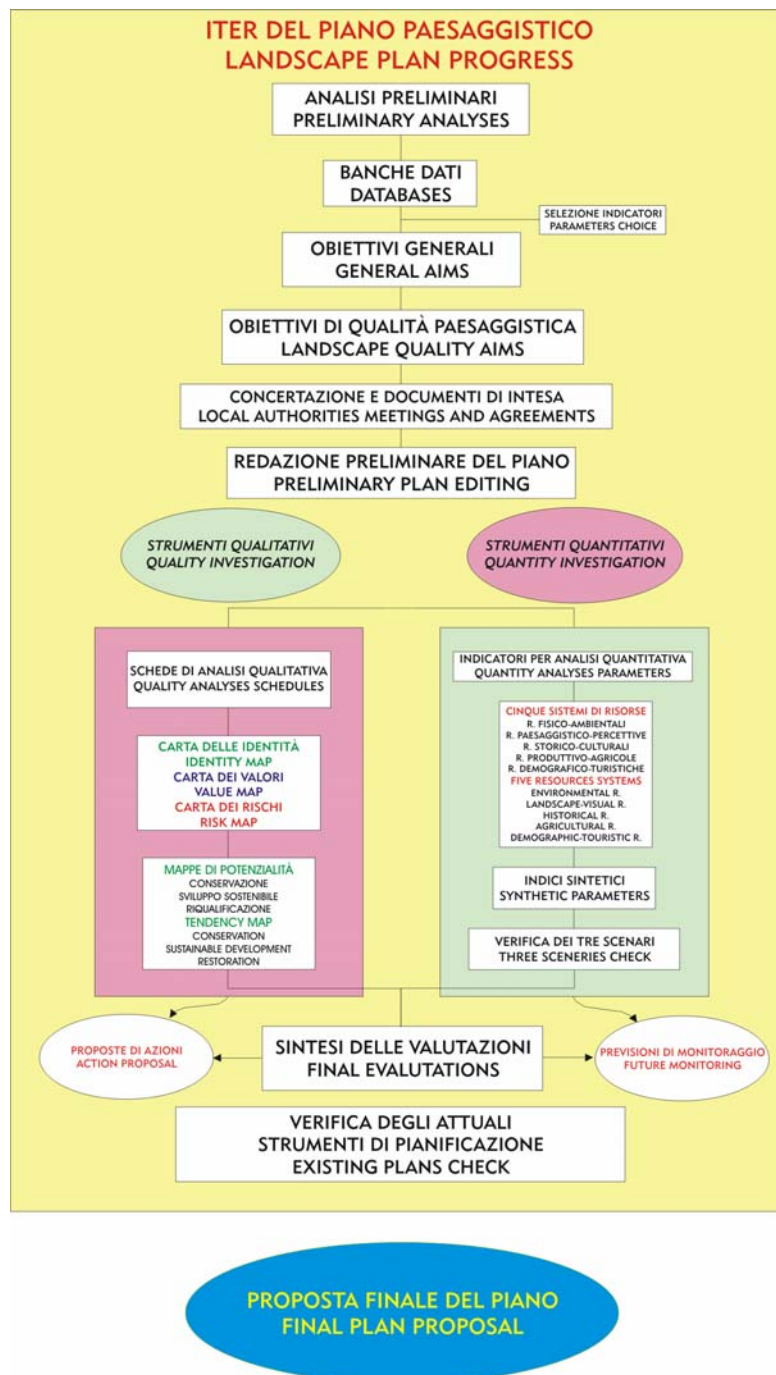 ITER DEL PIANO PAESAGGISTICO
LANDSCAPE PLAN PROGRESS
ANALISI PRELIMINARI
PRELIMINARY ANALYSES
BANCHE DATI
DATABASES
SELEZIONE INDICATORI
PARAMETERS CHOICE
OBIETTIVI GENERALI
GENERAL AIMS
OBIETTIVI DI QUALITÀ PAESAGGISTICA
LANDSCAPE QUALITY AIMS
CONCERTAZIONE E DOCUMENTI DI INTESA
LOCAL AUTHORITIES MEETINGS AND AGREEMENTS
REDAZIONE PRELIMINARE DEL PIANO
PRELIMINARY PLAN EDITING
STRUMENTI QUALITATIVI
QUALITY INVESTIGATION
STRUMENTI QUANTITATIVI
QUANTITY INVESTIGATION
SCHEDE DI ANALISI QUALITATIVA
QUALITY ANALYSES SCHEDULES
CARTA DELLE IDENTITÀ
IDENTITY MAP
CARTA DEI VALORI
VALUE MAP
CARTA DEI RISCHI
RISK MAP
MAPPE DI POTENZIALITÀ
CONSERVAZIONE
SVILUPPO SOSTENIBILE
RIQUALIFICAZIONE
TENDENCY MAP
CONSERVATION
SUSTAINABLE DEVELOPMENT
RESTORATION
INDICATORI PER ANALISI QUANTITATIVA
QUANTITY ANALYSES PARAMETERS
CINQUE SISTEMI DI RISORSE
R. FISICO-AMBIENTALI
R. PAESAGGISTICO-PERCETTIVE
R. STORICO-CULTURALI
R. PRODUTTIVO-AGRICOLE
R. DEMOGRAFICO-TURISTICHE
FIVE RESOURCES SYSTEMS
ENVIRONMENTAL R.
LANDSCAPE-VISUAL R.
HISTORICAL R.
AGRICULTURAL R.
DEMOGRAPHIC-TOURISTIC R.
INDICI SINTETICI
SYNTHETIC PARAMETERS
VERIFICA DEI TRE SCENARI
THREE SCENERIES CHECK
PROPOSTE DI AZIONI
ACTION PROPOSAL
SINTESI DELLE VALUTAZIONI
FINAL EVALUTATIONS
PREVISIONI DI MONITORAGGIO
FUTURE MONITORING
VERIFICA DEGLI ATTUALI
STRUMENTI DI PIANIFICAZIONE
EXISTING PLANS CHECK
PROPOSTA FINALE DEL PIANO
FINAL PLAN PROPOSAL